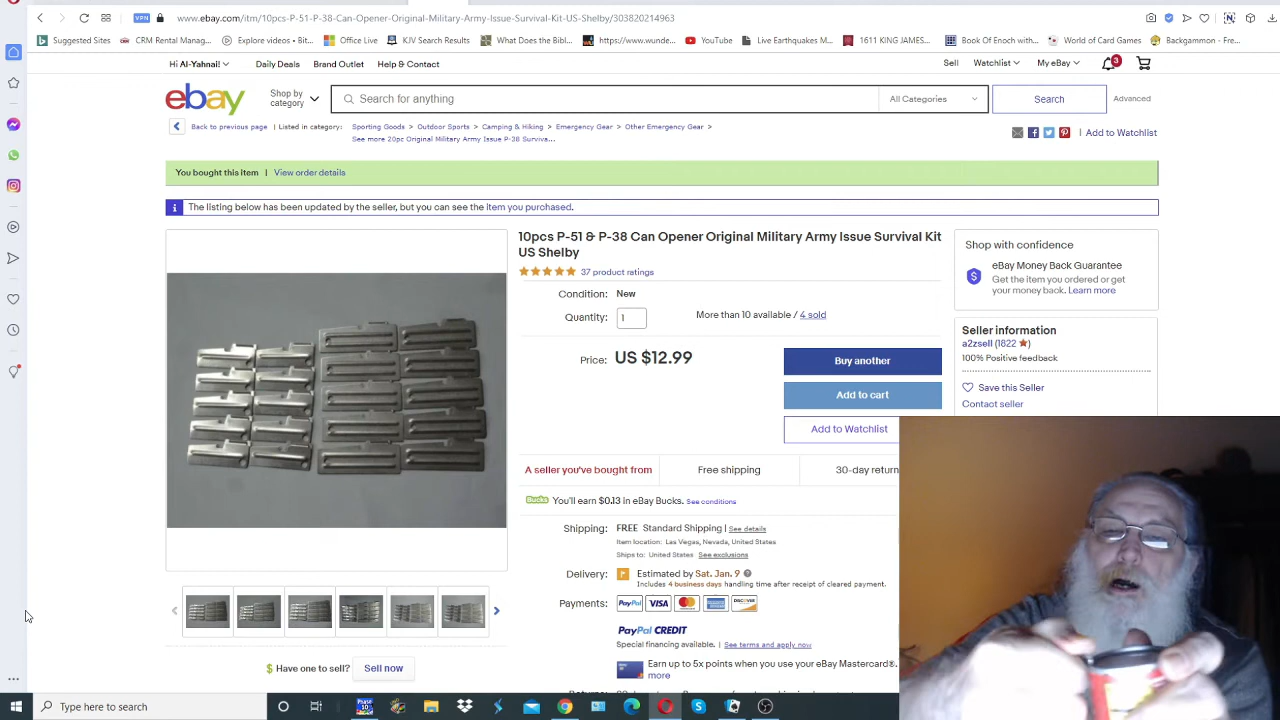 www.ebay.com/itm/10pcs-P-51-P-38-Can-Opener-Original-Military-Army-Issue-Survival-Kit-US-Shelby/303820214963
VPN
Suggested Sites
CRM Rental Manag...
Explore videos • Bit...
Office Live
KJV Search Results
What Does the Bibl...
https://www.wunde...
YouTube
Live Earthquakes M...
1611 KING JAMES...
Book Of Enoch with...
World of Card Games
Backgammon - Fre...
Hi Al-Yahnai!
Daily Deals
Brand Outlet
Help & Contact
Sell
Watchlist
My eBay
3
ebay
Shop by category
Search for anything
All Categories
Search
Advanced
Back to previous page | Listed in category: Sporting Goods > Outdoor Sports > Camping & Hiking > Emergency Gear > Other Emergency Gear >
See more 20pc Original Military Army Issue P-38 Surviva...
| Add to Watchlist
You bought this item | View order details
i The listing below has been updated by the seller, but you can see the item you purchased.
10pcs P-51 & P-38 Can Opener Original Military Army Issue Survival Kit
US Shelby
37 product ratings
Condition: New
Quantity: 1
More than 10 available / 4 sold
Price: US $12.99
Buy another
Add to cart
Add to Watchlist
A seller you've bought from
Free shipping
30-day return
Bucks You'll earn $0.13 in eBay Bucks. See conditions
Shipping: FREE Standard Shipping | See details
Item location: Las Vegas, Nevada, United States
Ships to: United States See exclusions
Delivery: Estimated by Sat. Jan. 9
Includes 4 business days handling time after receipt of cleared payment.
Payments: PayPal VISA DISCOVER
PayPal CREDIT
Special financing available. | See terms and apply now
Earn up to 5x points when you use your eBay Mastercard®.
more
Shop with confidence
eBay Money Back Guarantee
Get the item you ordered or get
your money back. Learn more
Seller information
a2zsell (1822 )
100% Positive feedback
Save this Seller
Contact seller
$ Have one to sell? Sell now
Type here to search